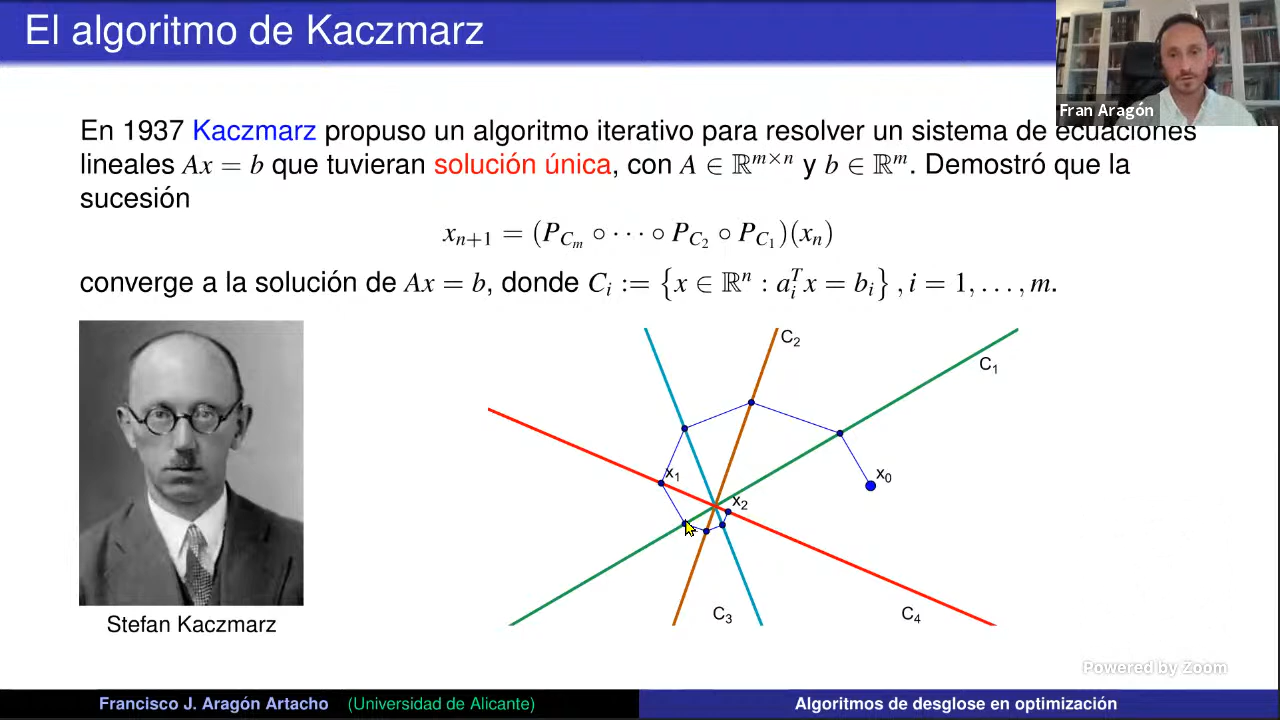 El algoritmo de Kaczmarz
Fran Aragón
En 1937 Kaczmarz propuso un algoritmo iterativo para resolver un sistema de ecuaciones
lineales Ax = b que tuvieran solución única, con A ∈ ℝ^{m×n} y b ∈ ℝ^m. Demostró que la
sucesión
x_{n+1} = (P_{C_m} ∘ ⋯ ∘ P_{C_2} ∘ P_{C_1})(x_n)
converge a la solución de Ax = b, donde C_i := {x ∈ ℝ^n : a_i^T x = b_i}, i = 1, …, m.
C_2
C_1
x_1
x_0
x_2
C_3
C_4
Stefan Kaczmarz
Powered by Zoom
Francisco J. Aragón Artacho (Universidad de Alicante)
Algoritmos de desglose en optimización